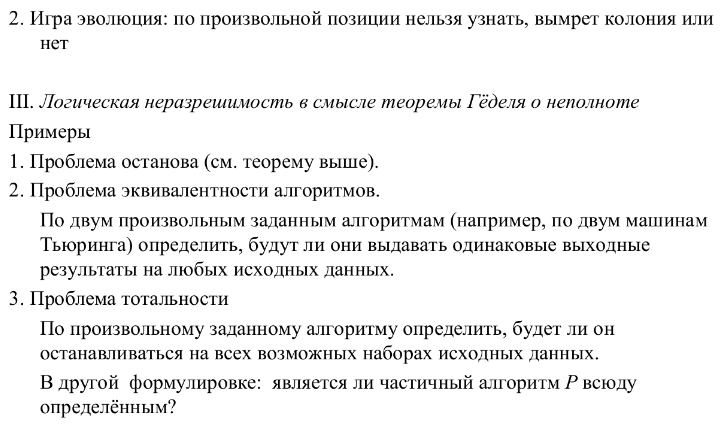 2. Игра эволюция: по произвольной позиции нельзя узнать, вымрет колония или
нет
III. Логическая неразрешимость в смысле теоремы Гёделя о неполноте
Примеры
1. Проблема останова (см. теорему выше).
2. Проблема эквивалентности алгоритмов.
По двум произвольным заданным алгоритмам (например, по двум машинам
Тьюринга) определить, будут ли они выдавать одинаковые выходные
результаты на любых исходных данных.
3. Проблема тотальности
По произвольному заданному алгоритму определить, будет ли он
останавливаться на всех возможных наборах исходных данных.
В другой формулировке: является ли частичный алгоритм P всюду
определённым?